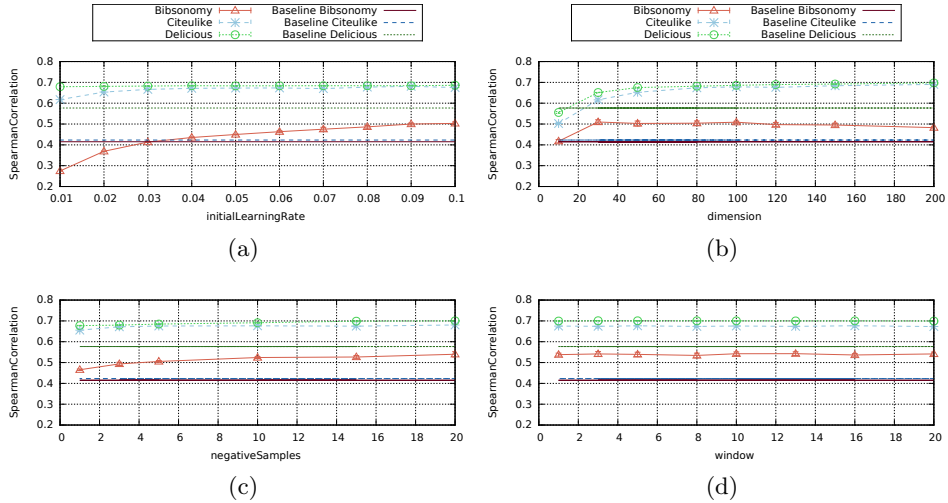 Bibsonomy Baseline Bibsonomy
Citeulike Baseline Citeulike
Delicious Baseline Delicious
Bibsonomy Baseline Bibsonomy
Citeulike Baseline Citeulike
Delicious Baseline Delicious
SpearmanCorrelation
0.8
0.7
0.6
0.5
0.4
0.3
0.2
0.01 0.02 0.03 0.04 0.05 0.06 0.07 0.08 0.09 0.1
initialLearningRate
(a)
SpearmanCorrelation
0.8
0.7
0.6
0.5
0.4
0.3
0.2
0 20 40 60 80 100 120 140 160 180 200
dimension
(b)
SpearmanCorrelation
0.8
0.7
0.6
0.5
0.4
0.3
0.2
0 2 4 6 8 10 12 14 16 18 20
negativeSamples
(c)
SpearmanCorrelation
0.8
0.7
0.6
0.5
0.4
0.3
0.2
0 2 4 6 8 10 12 14 16 18 20
window
(d)